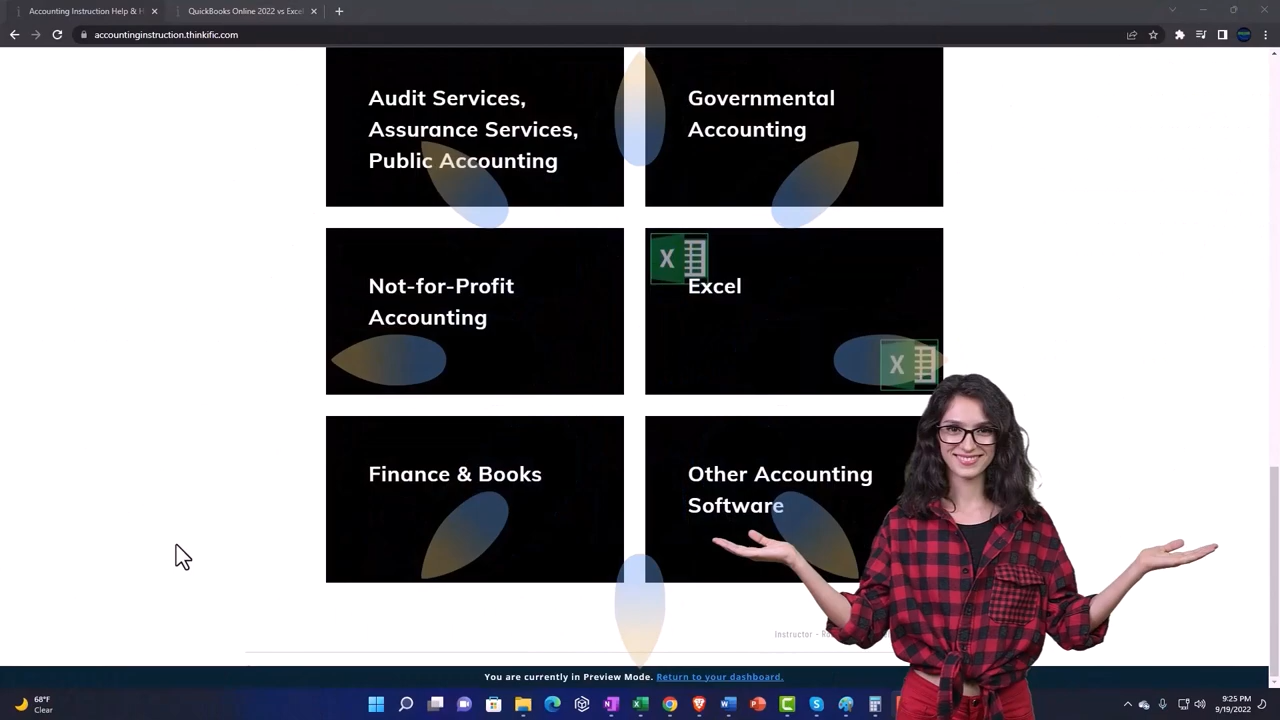 Accounting Instruction Help & H
QuickBooks Online 2022 vs Excel
accountinginstruction.thinkific.com
Audit Services,
Assurance Services,
Public Accounting
Governmental
Accounting
Not-for-Profit
Accounting
X
Excel
X
Finance & Books
Other Accounting
Software
Instructor -
You are currently in Preview Mode. Return to your dashboard.
68°F
Clear
9:25 PM
9/19/2022